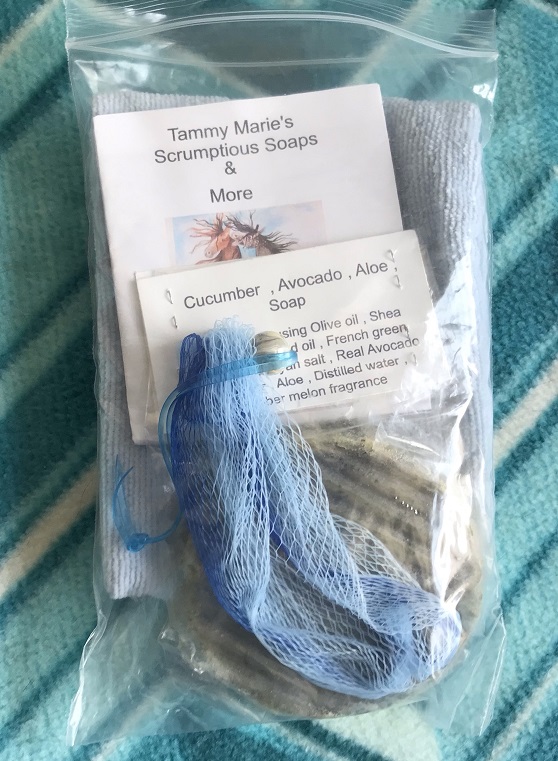 Tammy Marie's
Scrumptious Soaps
&
More
Cucumber , Avocado , Aloe ,
Soap
using Olive oil , Shea
oil , French green
salt , Real Avocado
, Aloe , Distilled water ,
melon fragrance